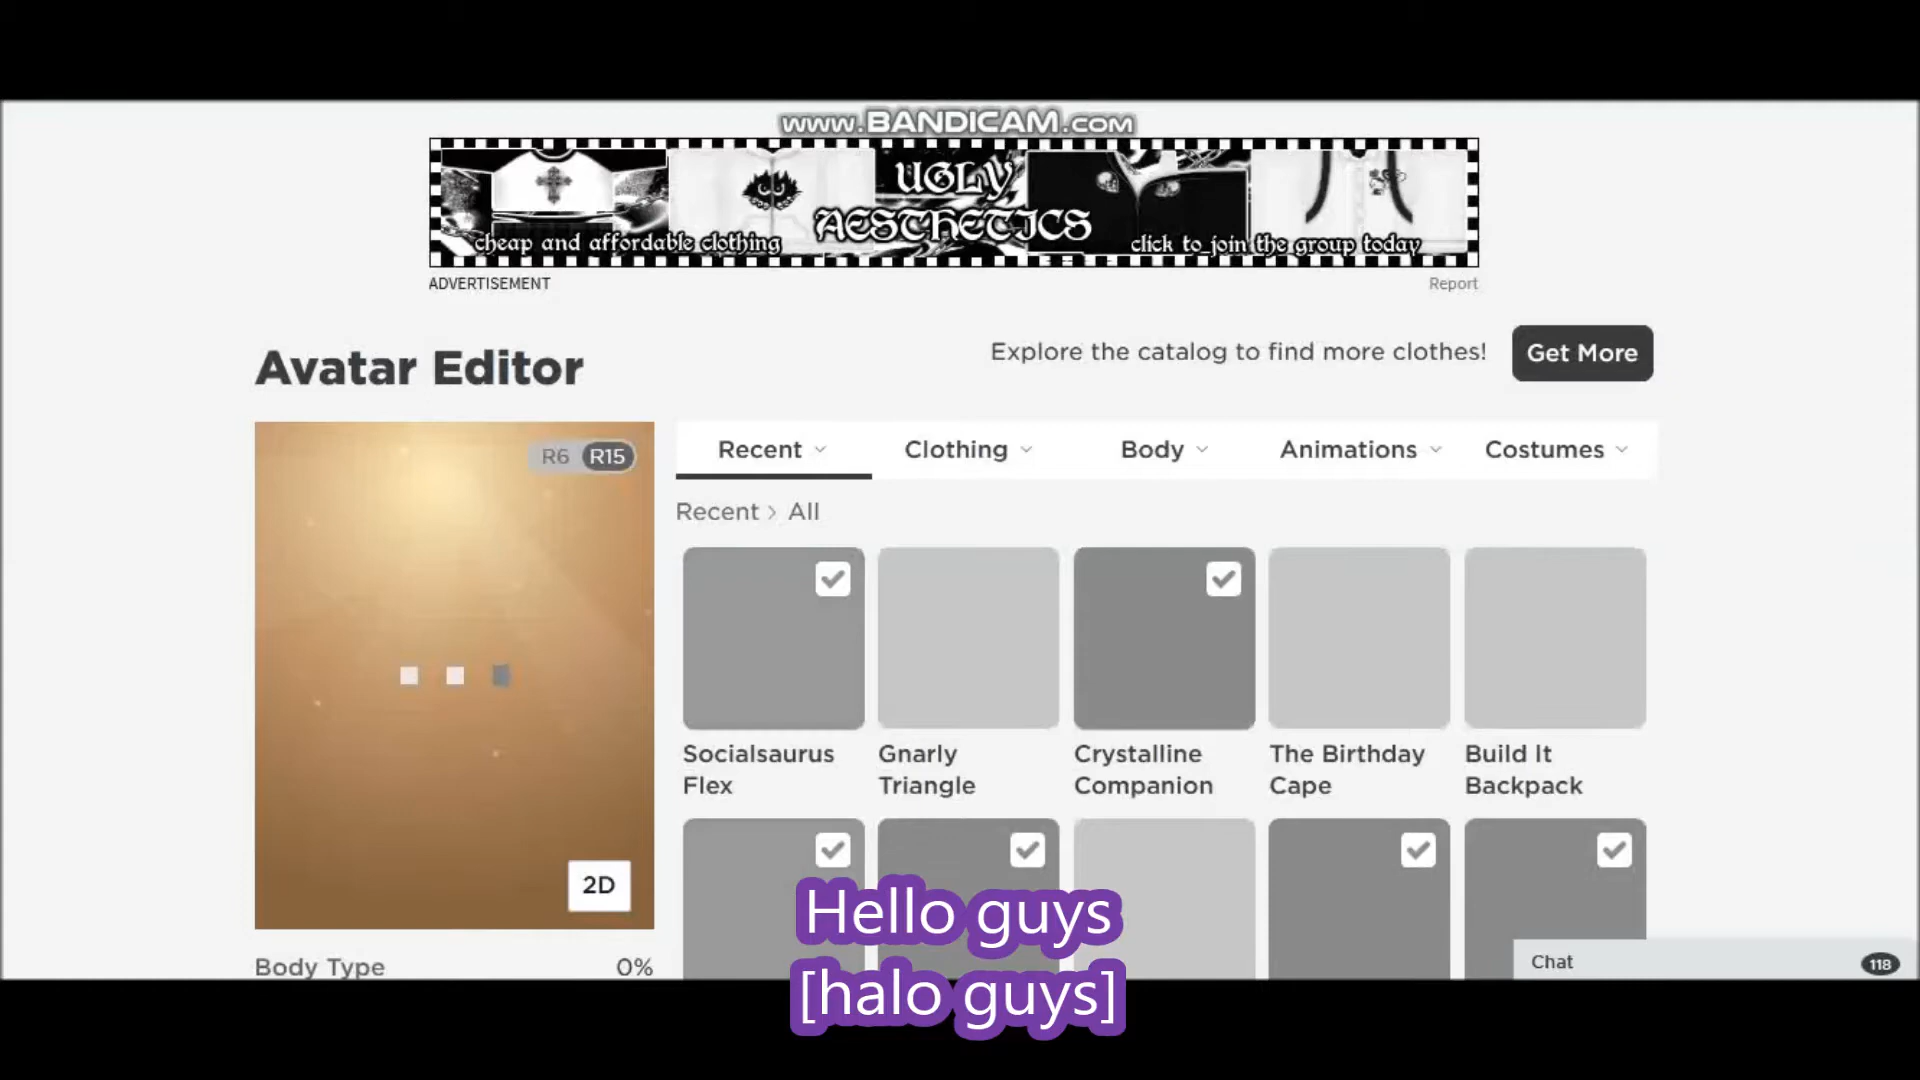 www.BANDICAM.com
UGLY
AESTHETICS
cheap and affordable clothing
click to join the group today
ADVERTISEMENT
Report
Avatar Editor
Explore the catalog to find more clothes!
Get More
R6 R15
Recent
Clothing
Body
Animations
Costumes
Recent > All
Socialsaurus
Flex
Gnarly
Triangle
Crystalline
Companion
The Birthday
Cape
Build It
Backpack
2D
Body Type
0%
Chat
118
Hello guys
[halo guys]